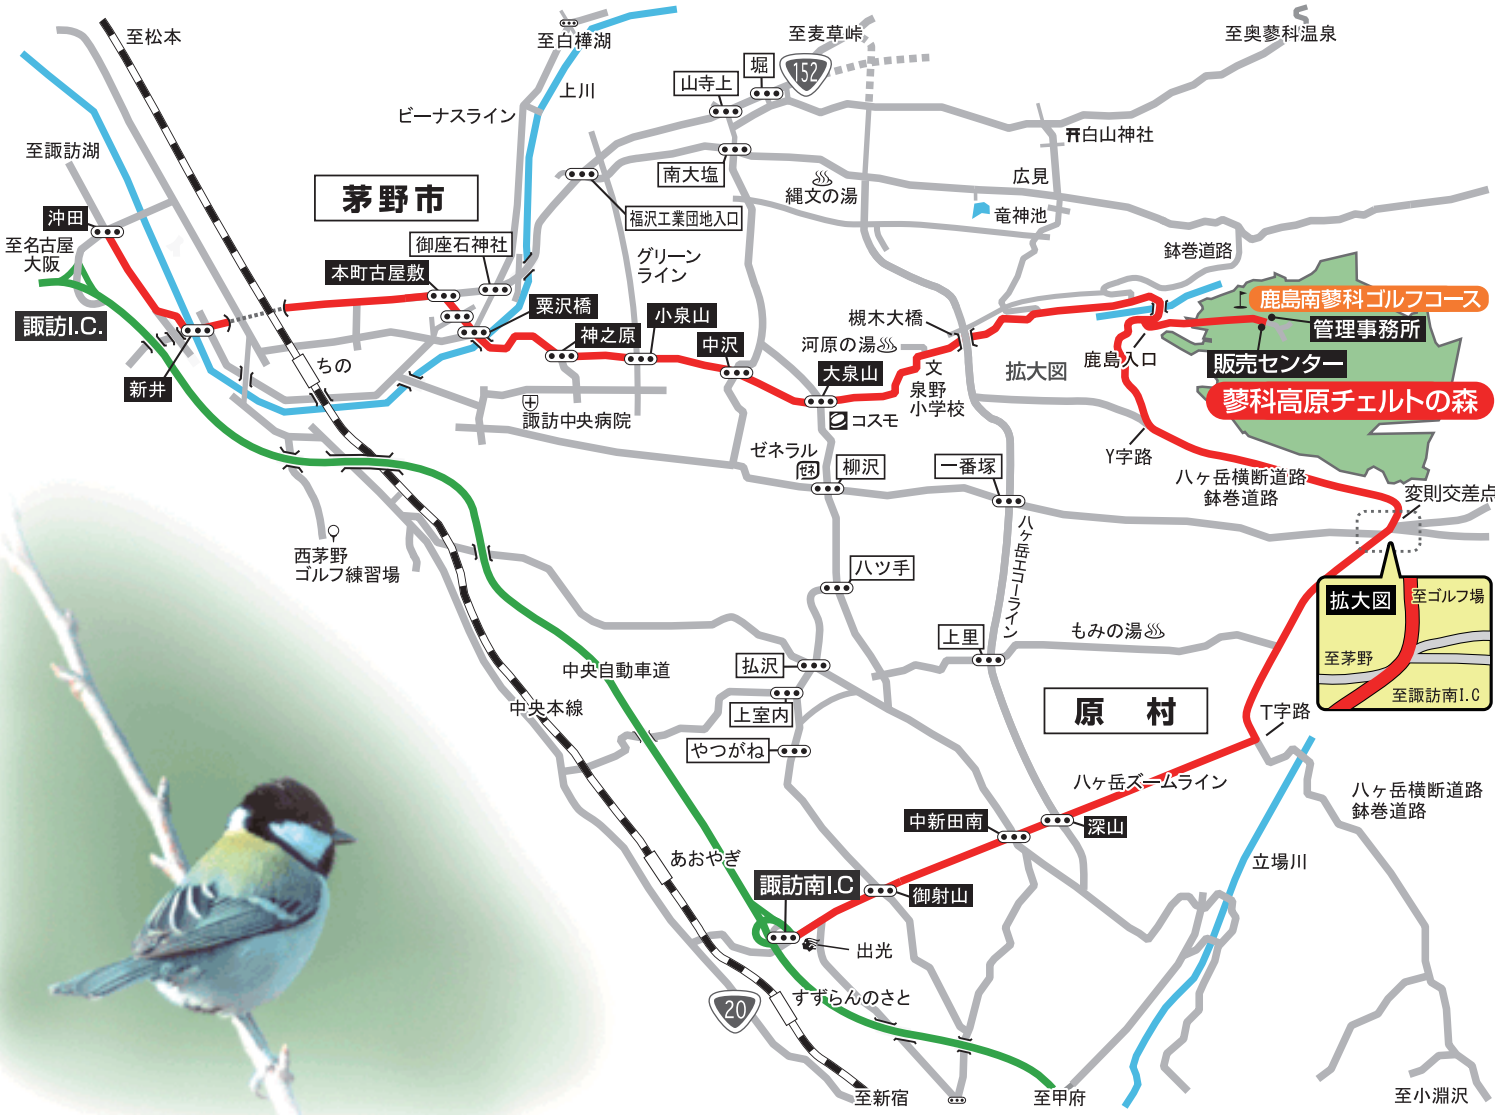 至松本
至白樺湖
至麦草峠
至奥蓼科温泉
堀
152
山寺上
上川
ビーナスライン
白山神社
至諏訪湖
南大塩
広見
茅野市
縄文の湯
竜神池
沖田
福沢工業団地入口
至名古屋
大阪
御座石神社
グリーン
ライン
鉢巻道路
本町古屋敷
鹿島南蓼科ゴルフコース
諏訪I.C.
粟沢橋
小泉山
槻木大橋
管理事務所
神之原
中沢
河原の湯
鹿島入口
販売センター
ちの
新井
大泉山
文
泉野
小学校
拡大図
蓼科高原チェルトの森
諏訪中央病院
コスモ
ゼネラル
ゼネ
柳沢
一番塚
Y字路
八ヶ岳横断道路
鉢巻道路
変則交差点
西茅野
ゴルフ練習場
八ツ手
八ヶ岳エコーライン
拡大図
至ゴルフ場
至茅野
至諏訪南I.C
上里
もみの湯
払沢
中央自動車道
中央本線
上室内
原 村
T字路
やつがね
八ヶ岳ズームライン
八ヶ岳横断道路
鉢巻道路
中新田南
深山
あおやぎ
立場川
諏訪南I.C
御射山
出光
すずらんのさと
20
至新宿
至甲府
至小淵沢